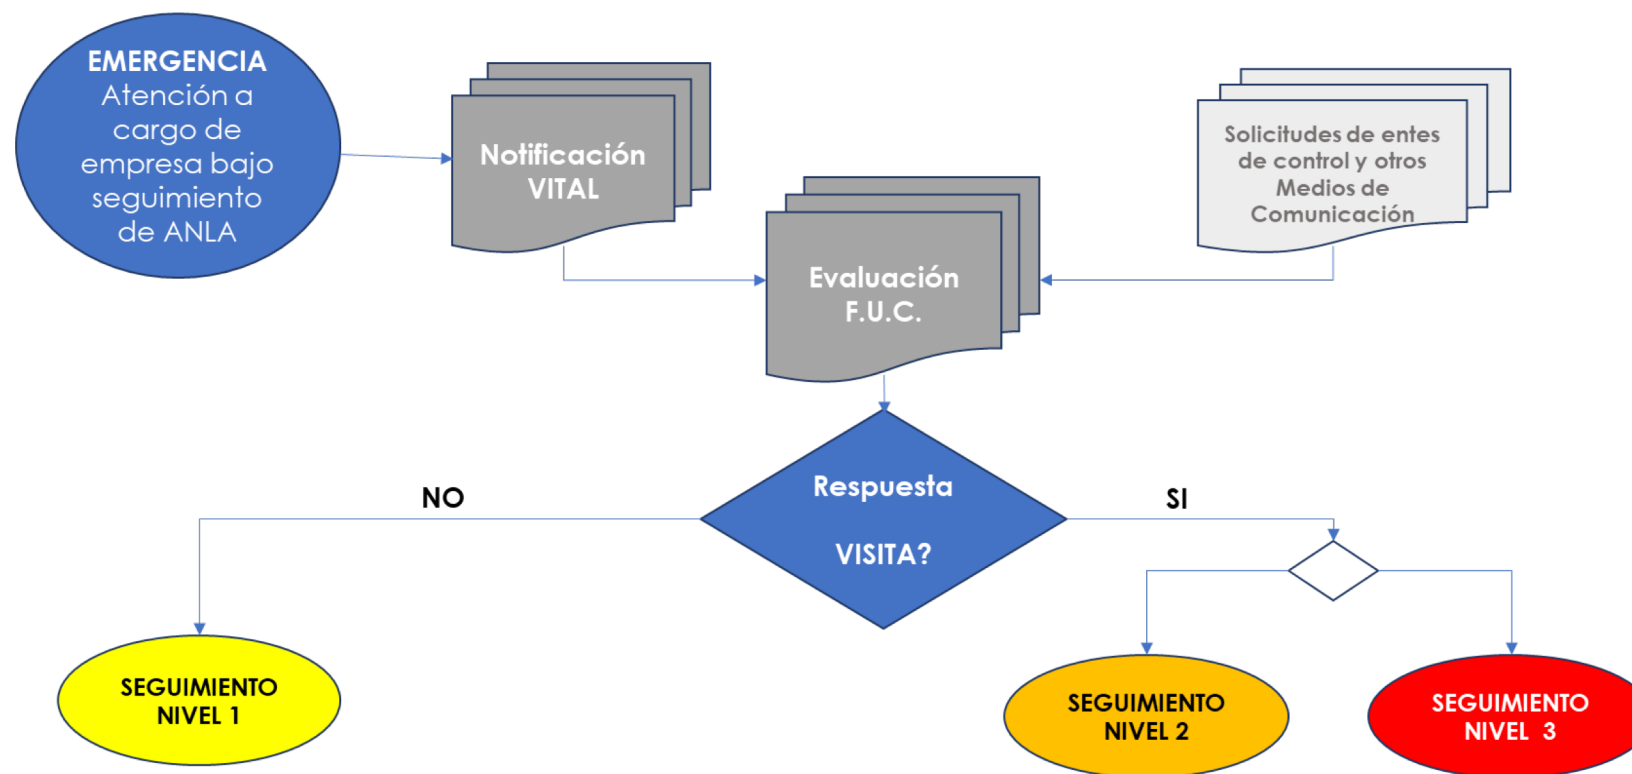 EMERGENCIA
Atención a
cargo de
empresa bajo
seguimiento
de ANLA
Notificación
VITAL
Solicitudes de entes
de control y otros
Medios de
Comunicación
Evaluación
F.U.C.
Respuesta
VISITA?
NO
SI
SEGUIMIENTO
NIVEL 1
SEGUIMIENTO
NIVEL 2
SEGUIMIENTO
NIVEL 3